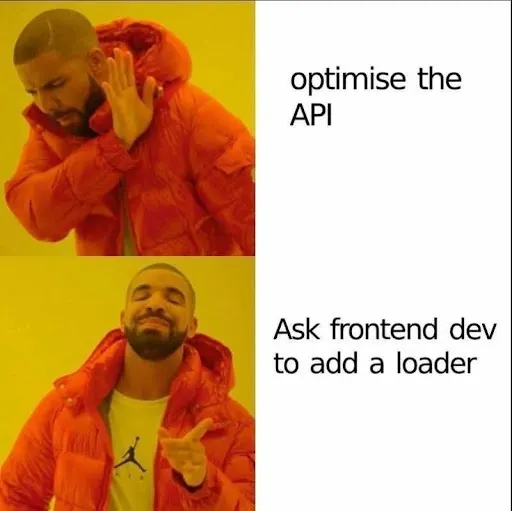 optimise the
API
Ask frontend dev
to add a loader